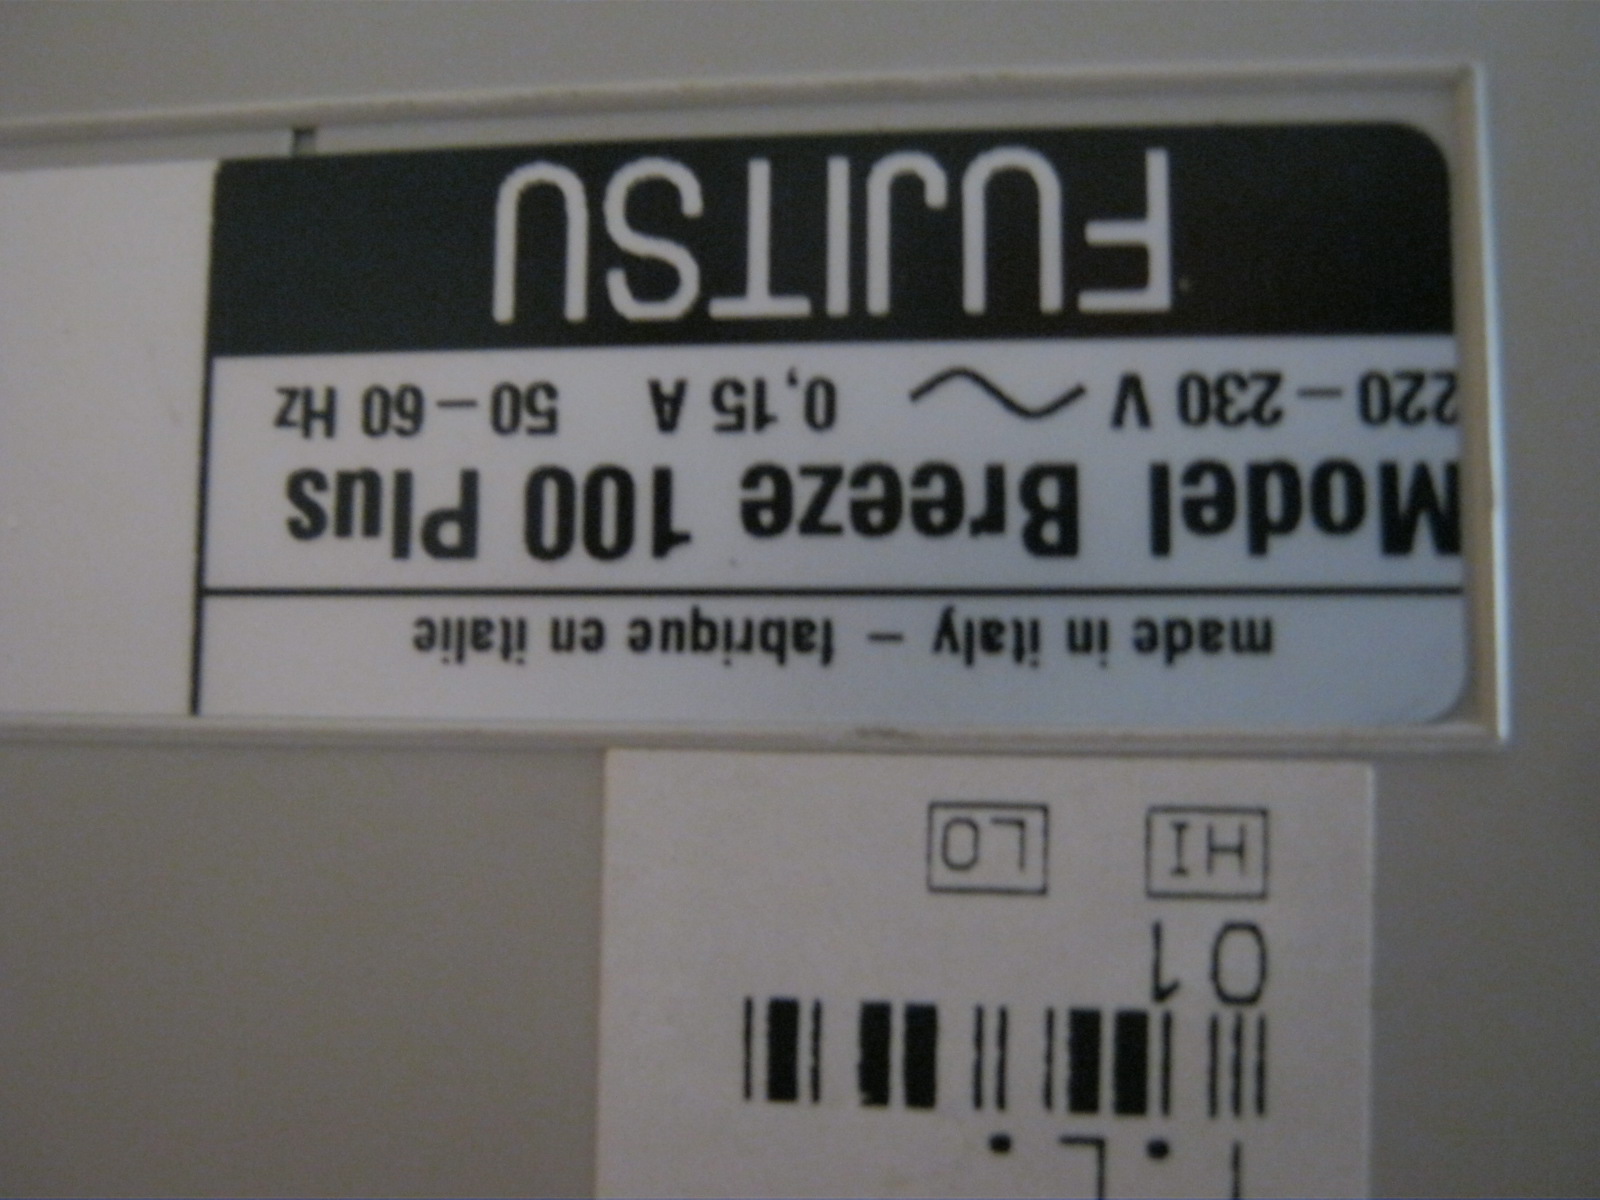 I.L.
01
HI LO
made in italy – fabrique en italie
Model Breeze 100 Plus
220 – 230 V ~ 0,15 A 50 – 60 Hz
FUJITSU